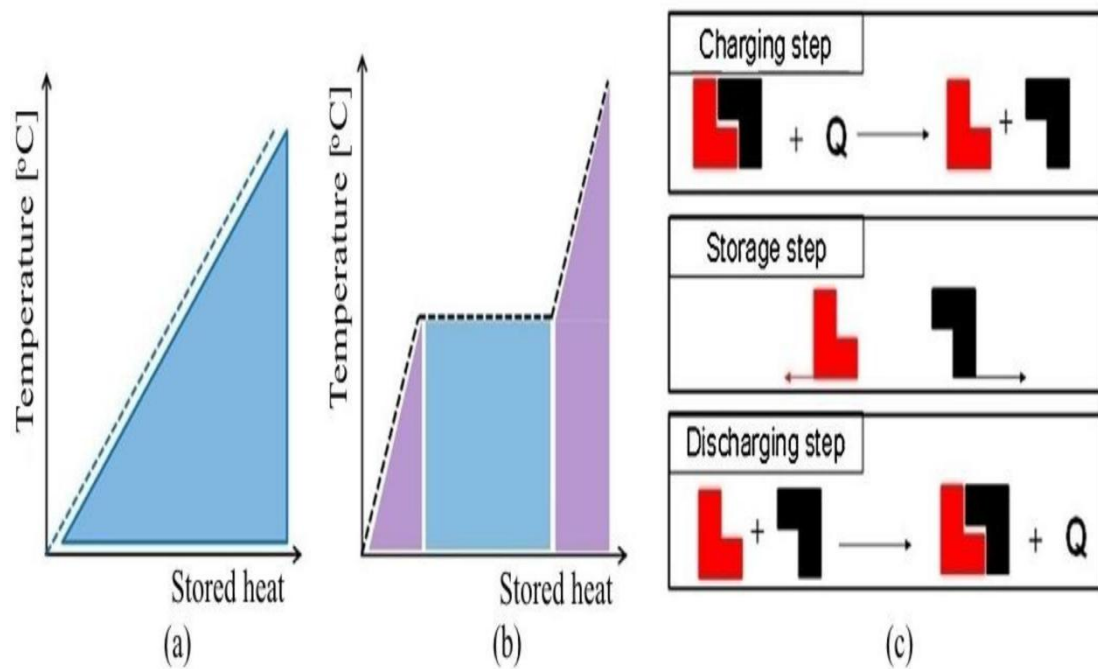 Temperature [°C]
Stored heat
(a)
Temperature [°C]
Stored heat
(b)
Charging step
+ Q +
Storage step
Discharging step
+ + Q
(c)